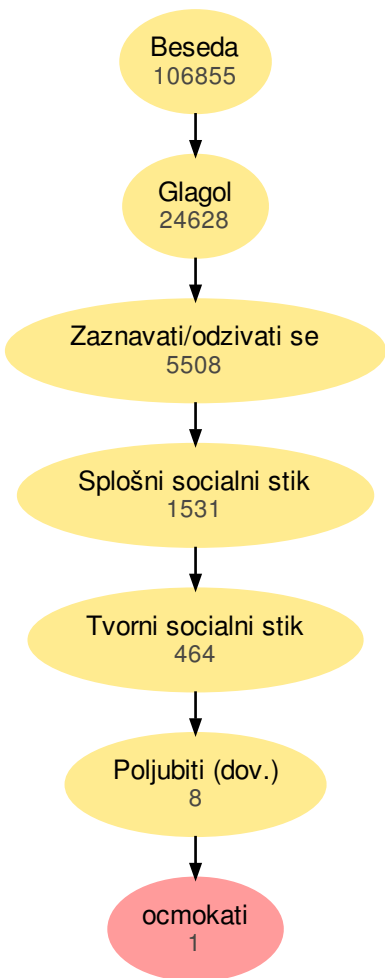 Beseda
106855
Glagol
24628
Zaznavati/odzivati se
5508
Splošni socialni stik
1531
Tvorni socialni stik
464
Poljubiti (dov.)
8
ocmokati
1